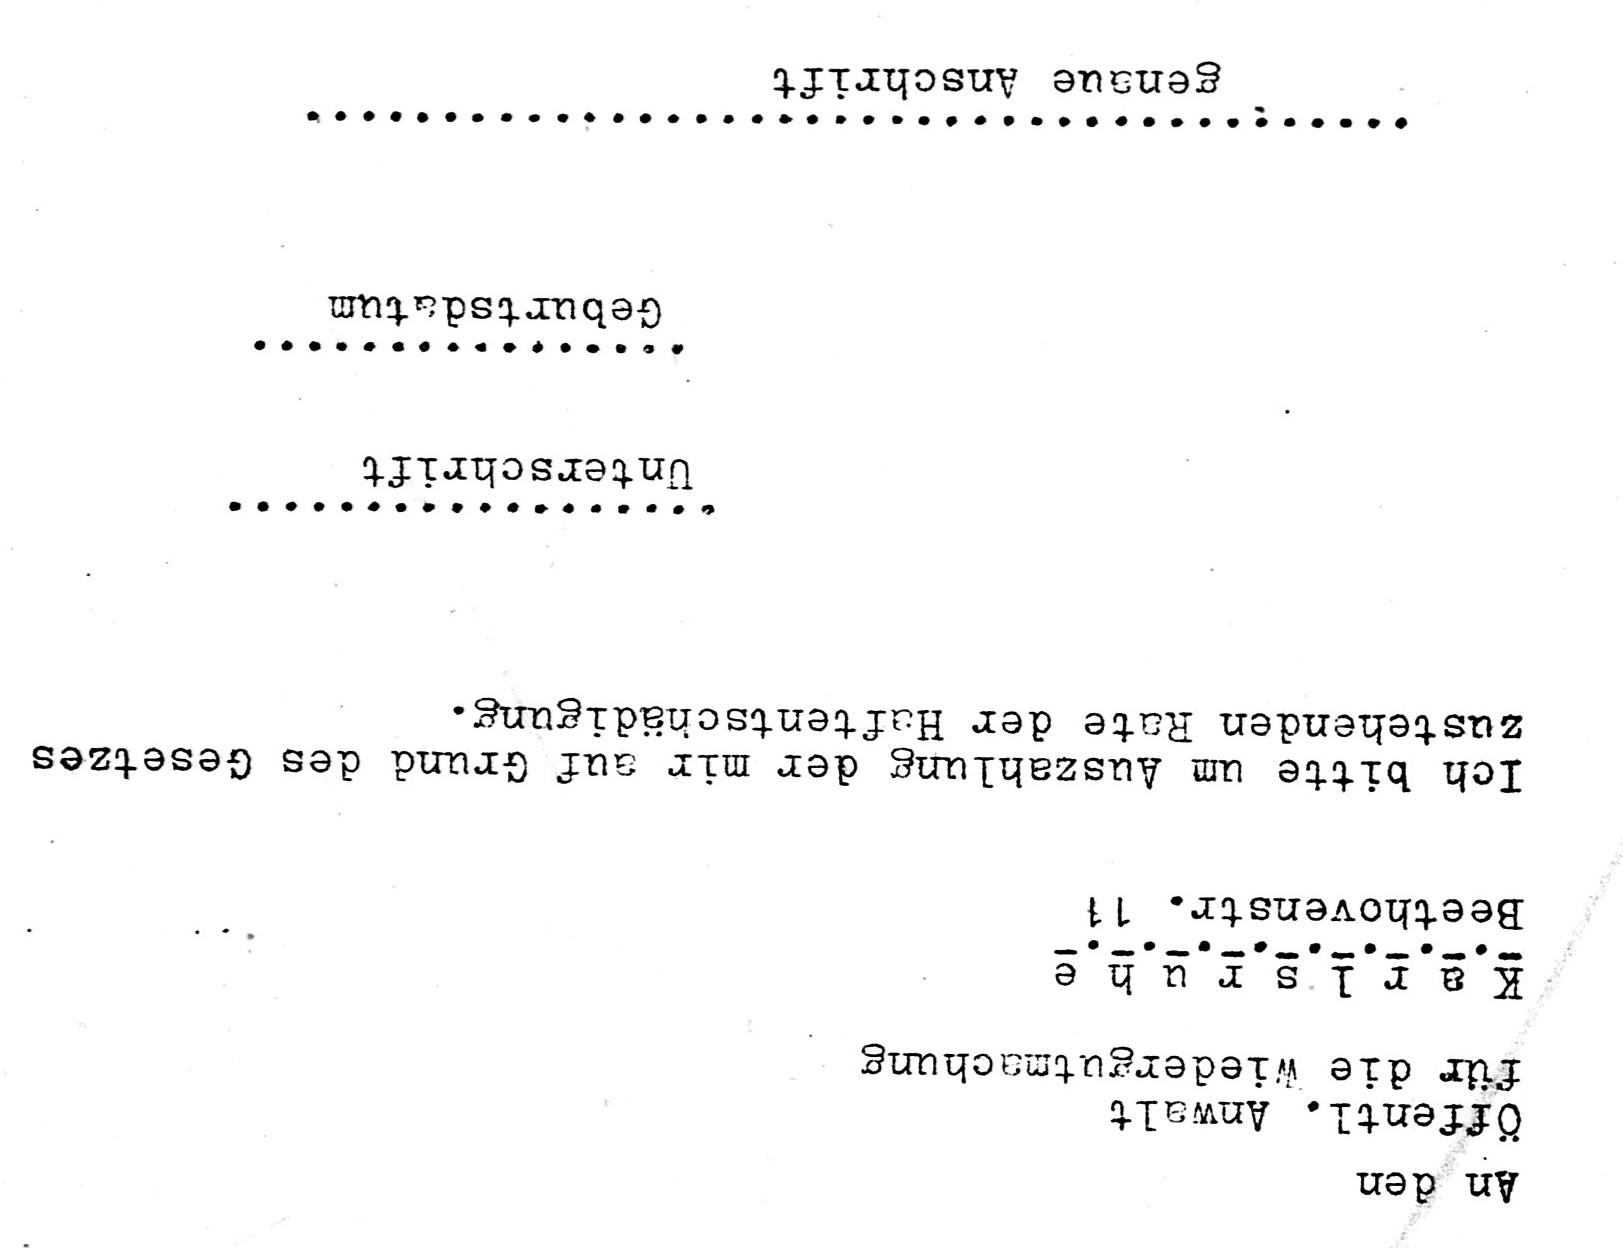 An den
Öffentl. Anwalt
für die Wiedergutmachung
K a r l s r u h e
Beethovenstr. 11
Ich bitte um Auszahlung der mir auf Grund des Gesetzes
zustehenden Rate der Haftentschädigung.
...................
Unterschrift
................
Geburtsdatum
........................................
genaue Anschrift